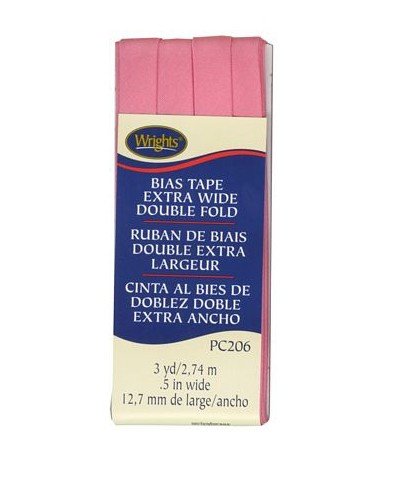 Wrights®
BIAS TAPE
EXTRA WIDE
DOUBLE FOLD
RUBAN DE BIAIS
DOUBLE EXTRA
LARGEUR
CINTA AL BIES DE
DOBLEZ DOBLE
EXTRA ANCHO
PC206
3 yd/2,74 m
.5 in wide
12,7 mm de large/ancho